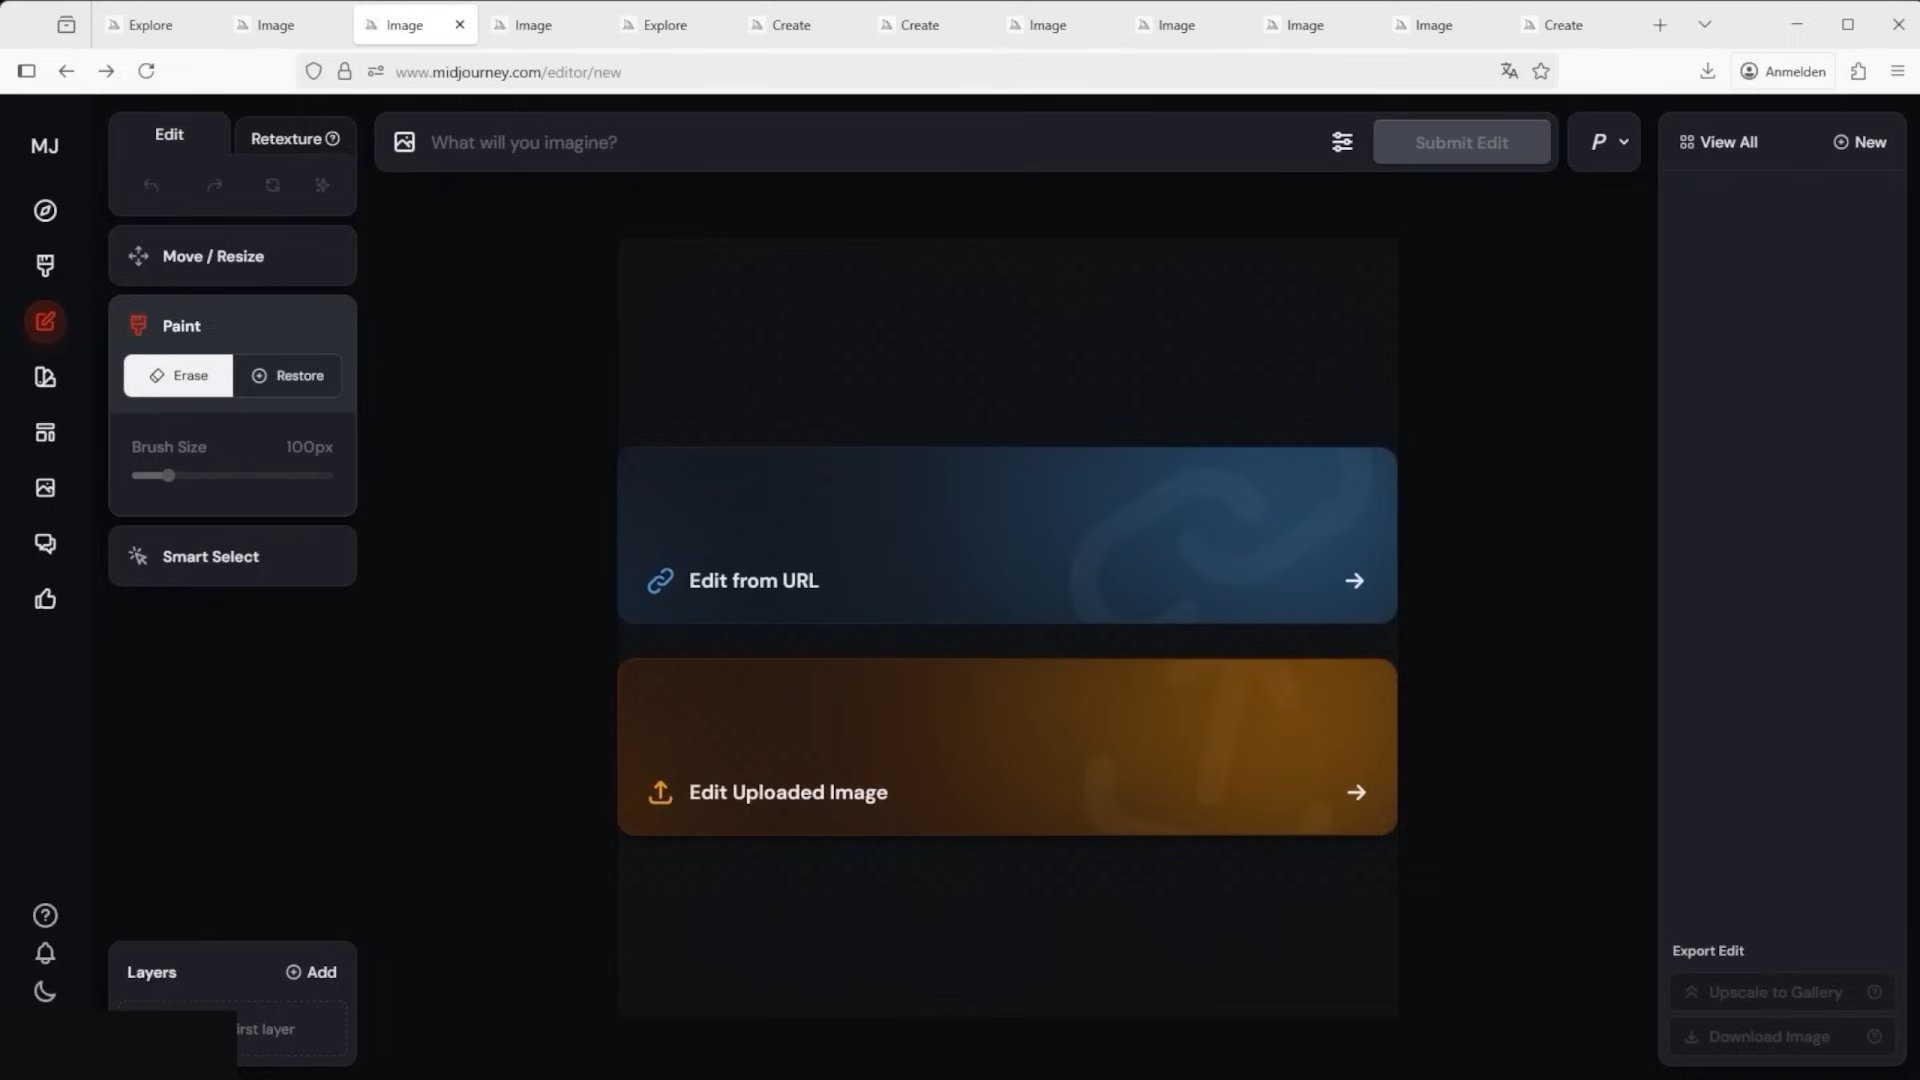 Explore
Image
Image
Image
Explore
Create
Create
Image
Image
Image
Image
Create
www.midjourney.com/editor/new
Anmelden
MJ
Edit
Retexture
What will you imagine?
Submit Edit
P
View All
New
Move / Resize
Paint
Erase
Restore
Brush Size
100px
Smart Select
Edit from URL
Edit Uploaded Image
Layers
Add
layer
Export Edit
Upscale to Gallery
Download Image